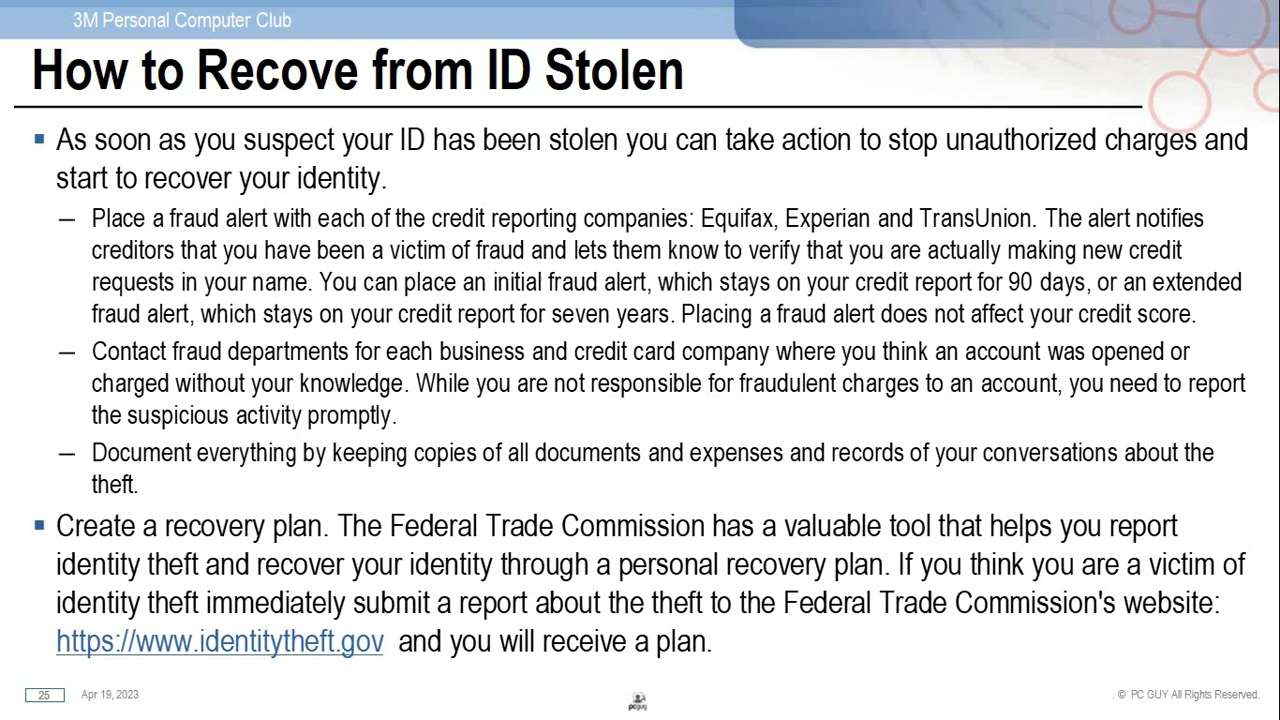 3M Personal Computer Club
How to Recove from ID Stolen
▪ As soon as you suspect your ID has been stolen you can take action to stop unauthorized charges and
start to recover your identity.
– Place a fraud alert with each of the credit reporting companies: Equifax, Experian and TransUnion. The alert notifies
creditors that you have been a victim of fraud and lets them know to verify that you are actually making new credit
requests in your name. You can place an initial fraud alert, which stays on your credit report for 90 days, or an extended
fraud alert, which stays on your credit report for seven years. Placing a fraud alert does not affect your credit score.
– Contact fraud departments for each business and credit card company where you think an account was opened or
charged without your knowledge. While you are not responsible for fraudulent charges to an account, you need to report
the suspicious activity promptly.
– Document everything by keeping copies of all documents and expenses and records of your conversations about the
theft.
▪ Create a recovery plan. The Federal Trade Commission has a valuable tool that helps you report
identity theft and recover your identity through a personal recovery plan. If you think you are a victim of
identity theft immediately submit a report about the theft to the Federal Trade Commission's website:
https://www.identitytheft.gov and you will receive a plan.
25 Apr 19, 2023
pcguy
. © PC GUY All Rights Reserved.